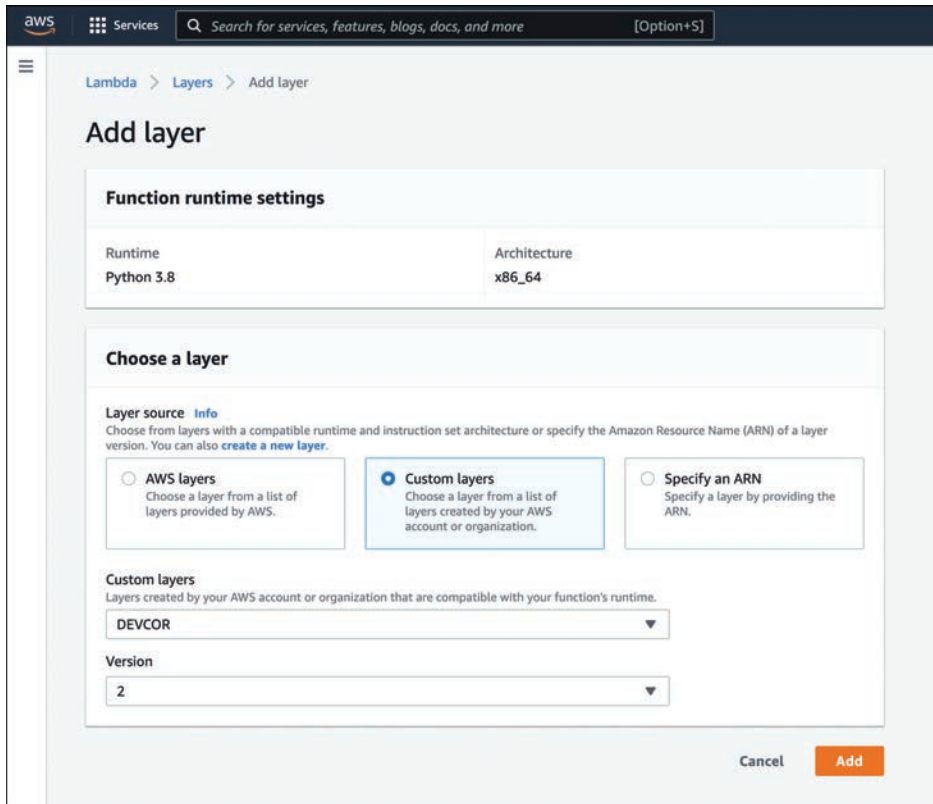 aws
Services
Search for services, features, blogs, docs, and more [Option+S]
Lambda > Layers > Add layer
Add layer
Function runtime settings
Runtime
Python 3.8
Architecture
x86_64
Choose a layer
Layer source Info
Choose from layers with a compatible runtime and instruction set architecture or specify the Amazon Resource Name (ARN) of a layer
version. You can also create a new layer.
AWS layers
Choose a layer from a list of
layers provided by AWS.
Custom layers
Choose a layer from a list of
layers created by your AWS
account or organization.
Specify an ARN
Specify a layer by providing the
ARN.
Custom layers
Layers created by your AWS account or organization that are compatible with your function's runtime.
DEVCOR
Version
2
Cancel
Add